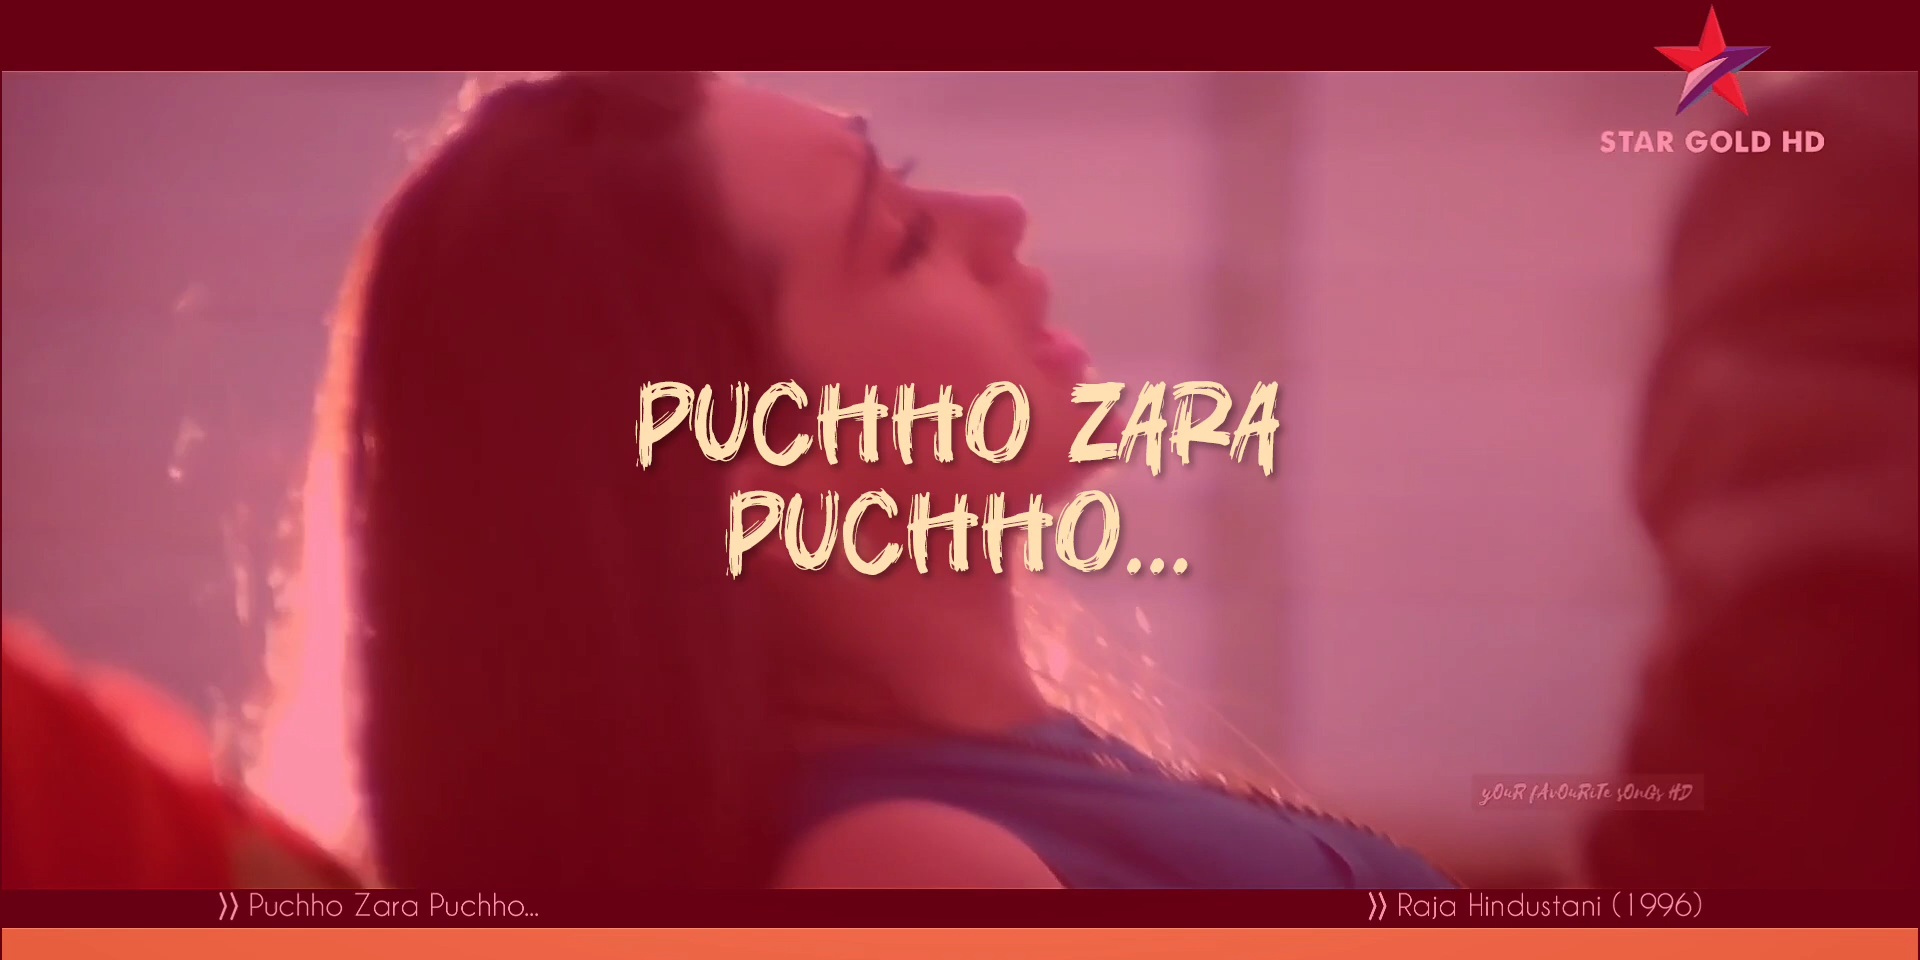 STAR GOLD HD
PUCHHO ZARA
PUCHHO...
yOuR fAvOuRiTe sOnGs HD
⟫ Puchho Zara Puchho...
⟫ Raja Hindustani (1996)